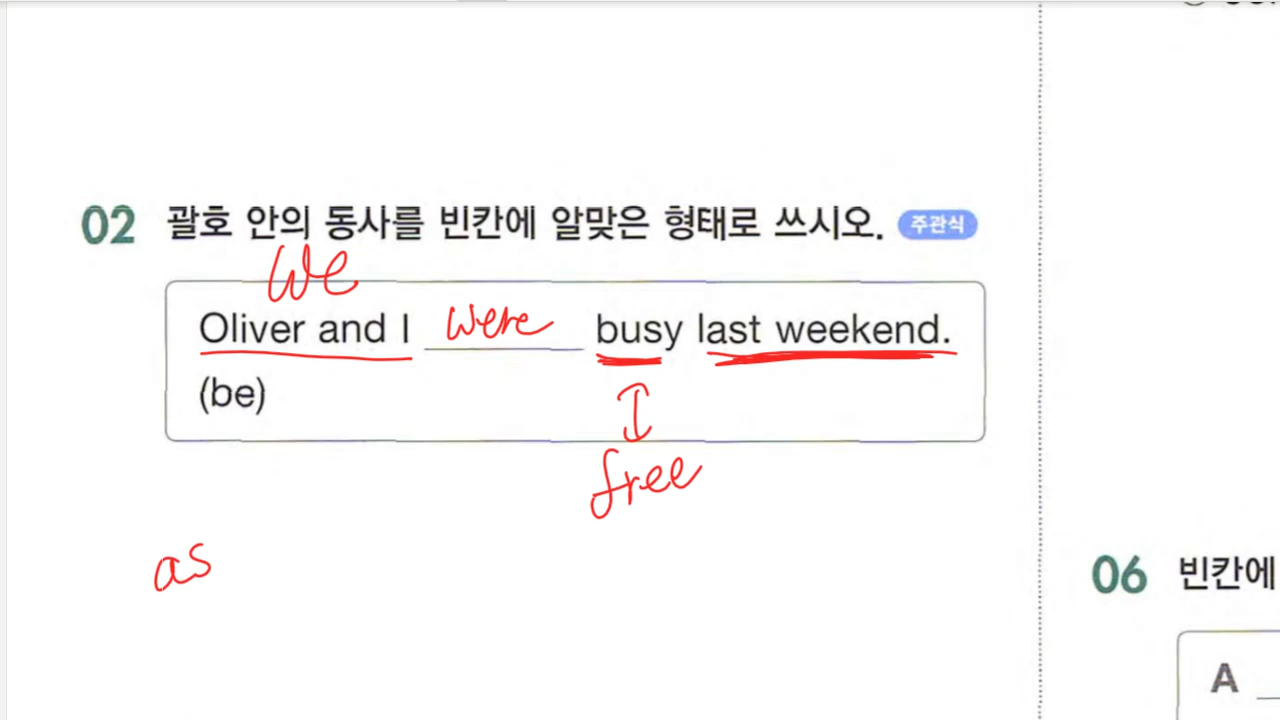 02 괄호 안의 동사를 빈칸에 알맞은 형태로 쓰시오. 주관식
we
Oliver and I were busy last weekend.
(be)
free
as
06 빈칸에
A